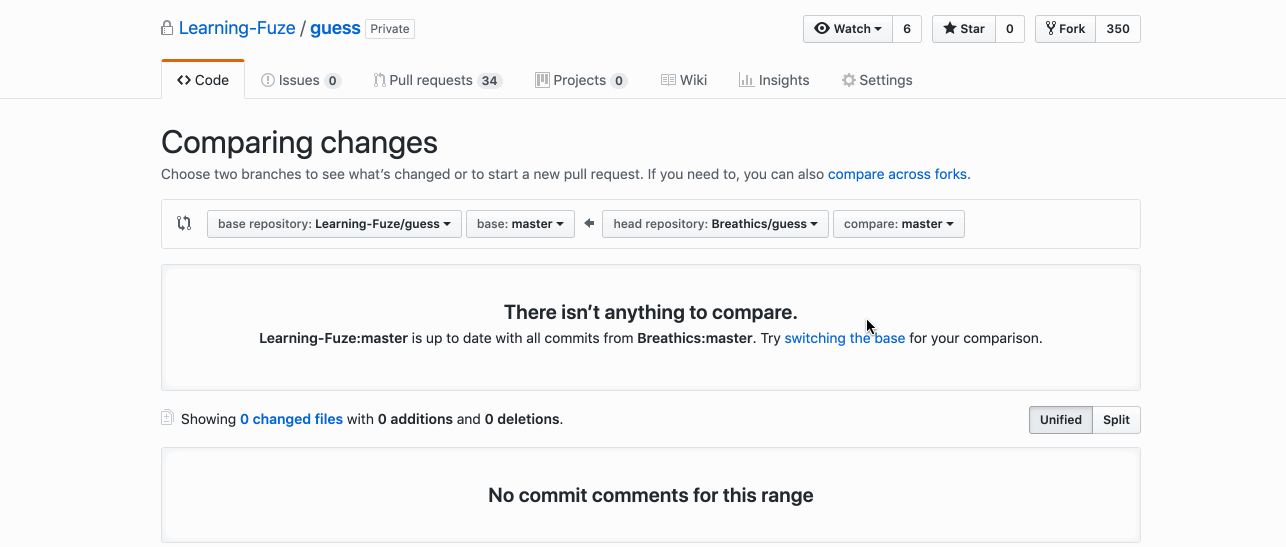 Learning-Fuze / guess Private Watch 6 Star 0 Fork 350
Code Issues 0 Pull requests 34 Projects 0 Wiki Insights Settings
Comparing changes
Choose two branches to see what's changed or to start a new pull request. If you need to, you can also compare across forks.
base repository: Learning-Fuze/guess base: master head repository: Breathics/guess compare: master
There isn't anything to compare.
Learning-Fuze:master is up to date with all commits from Breathics:master. Try switching the base for your comparison.
Showing 0 changed files with 0 additions and 0 deletions. Unified Split
No commit comments for this range